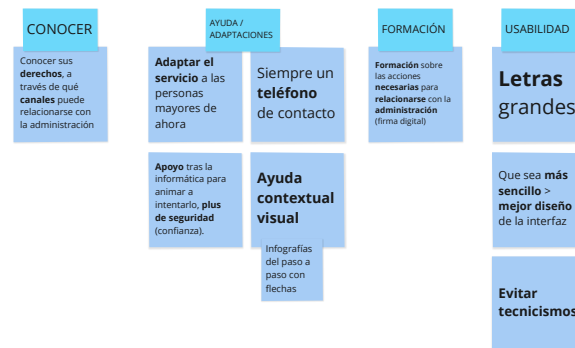 CONOCER
Conocer sus
derechos, a
través de qué
canales puede
relacionarse con
la administración
AYUDA /
ADAPTACIONES
Adaptar el
servicio a las
personas
mayores de
ahora
Siempre un
teléfono
de contacto
Apoyo tras la
informática para
animar a
intentarlo, plus
de seguridad
(confianza).
Ayuda
contextual
visual
Infografías
del paso a
paso con
flechas
FORMACIÓN
Formación sobre
las acciones
necesarias para
relacionarse con la
administración
(firma digital)
USABILIDAD
Letras
grandes
Que sea más
sencillo >
mejor diseño
de la interfaz
Evitar
tecnicismos